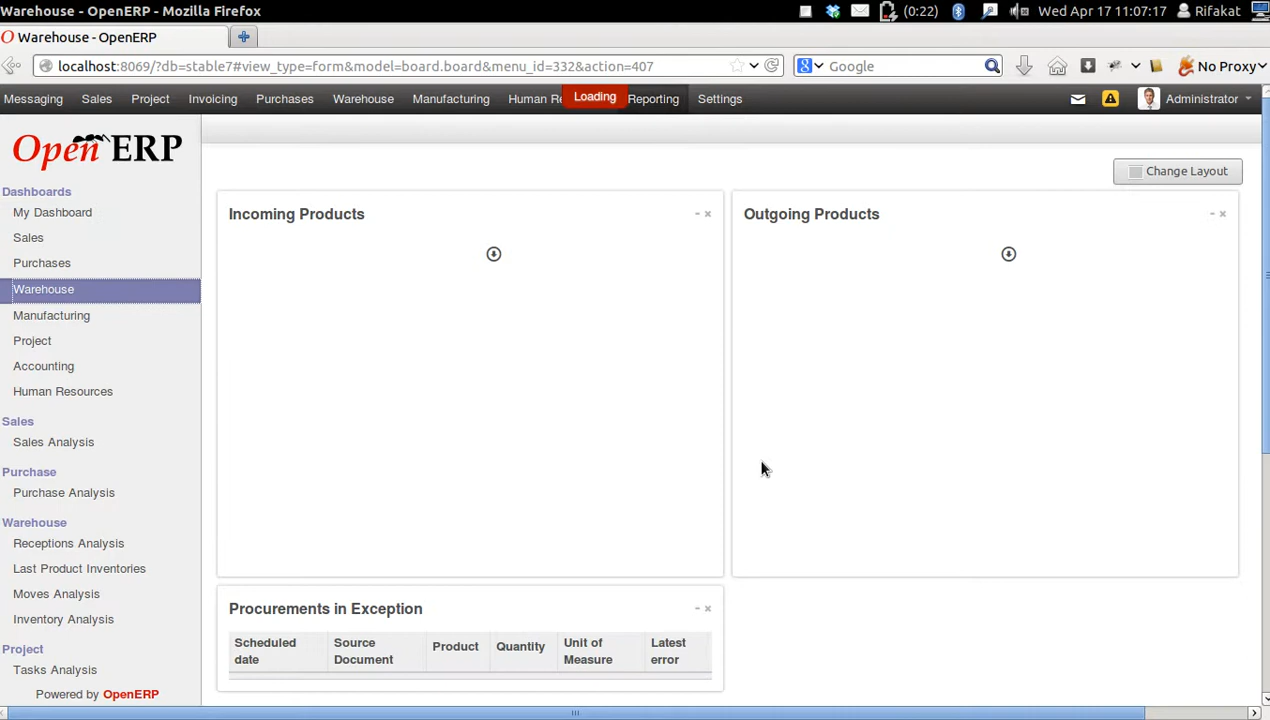 Warehouse - OpenERP - Mozilla Firefox
(0:22) Wed Apr 17 11:07:17 Rifakat
Warehouse - OpenERP
localhost:8069/?db=stable7#view_type=form&model=board.board&menu_id=332&action=407
Google
No Proxy
Messaging Sales Project Invoicing Purchases Warehouse Manufacturing Human Re Loading Reporting Settings Administrator
Open ERP
Change Layout
Dashboards
My Dashboard
Sales
Purchases
Warehouse
Manufacturing
Project
Accounting
Human Resources
Sales
Sales Analysis
Purchase
Purchase Analysis
Warehouse
Receptions Analysis
Last Product Inventories
Moves Analysis
Inventory Analysis
Project
Tasks Analysis
Powered by OpenERP
Incoming Products
Outgoing Products
Procurements in Exception
Scheduled date
Source Document
Product
Quantity
Unit of Measure
Latest error